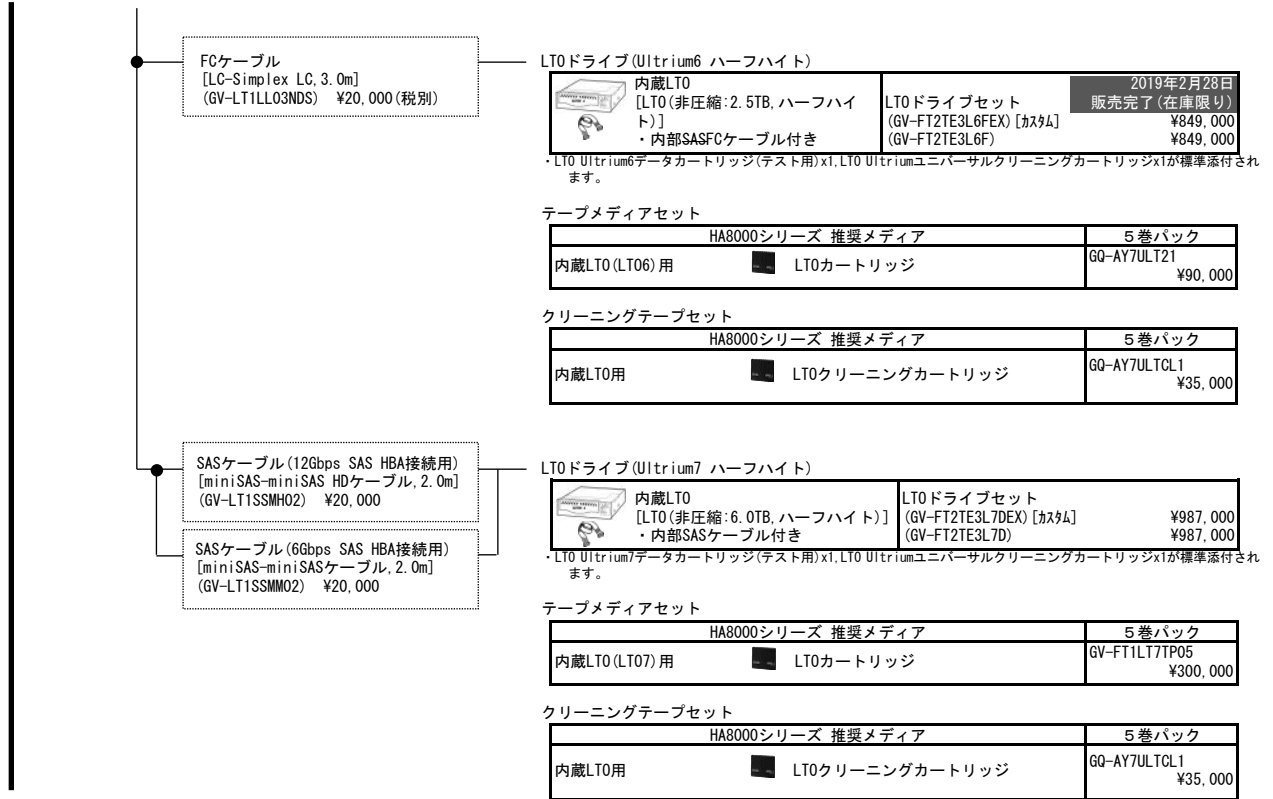 FCケーブル
[LC-Simplex LC,3.0m]
(GV-LT1LL03NDS) ¥20,000(税別)
LTOドライブ(Ultrium6 ハーフハイト)
内蔵LTO
[LTO(非圧縮:2.5TB,ハーフハイ
ト)]
・内部SASFCケーブル付き
2019年2月28日
販売完了(在庫限り)
LTOドライブセット
(GV-FT2TE3L6FEX)[ｶｽﾀﾑ] ¥849,000
(GV-FT2TE3L6F) ¥849,000
・LTO Ultrium6データカートリッジ(テスト用)x1,LTO Ultriumユニバーサルクリーニングカートリッジx1が標準添付され
ます。
テープメディアセット
HA8000シリーズ 推奨メディア ５巻パック
内蔵LTO(LTO6)用 LTOカートリッジ GQ-AY7ULT21
¥90,000
クリーニングテープセット
HA8000シリーズ 推奨メディア ５巻パック
内蔵LTO用 LTOクリーニングカートリッジ GQ-AY7ULTCL1
¥35,000
SASケーブル(12Gbps SAS HBA接続用)
[miniSAS-miniSAS HDケーブル,2.0m]
(GV-LT1SSMH02) ¥20,000
SASケーブル(6Gbps SAS HBA接続用)
[miniSAS-miniSASケーブル,2.0m]
(GV-LT1SSMM02) ¥20,000
LTOドライブ(Ultrium7 ハーフハイト)
内蔵LTO
[LTO(非圧縮:6.0TB,ハーフハイト)]
・内部SASケーブル付き
LTOドライブセット
(GV-FT2TE3L7DEX)[ｶｽﾀﾑ] ¥987,000
(GV-FT2TE3L7D) ¥987,000
・LTO Ultrium7データカートリッジ(テスト用)x1,LTO Ultriumユニバーサルクリーニングカートリッジx1が標準添付され
ます。
テープメディアセット
HA8000シリーズ 推奨メディア ５巻パック
内蔵LTO(LTO7)用 LTOカートリッジ GV-FT1LT7TP05
¥300,000
クリーニングテープセット
HA8000シリーズ 推奨メディア ５巻パック
内蔵LTO用 LTOクリーニングカートリッジ GQ-AY7ULTCL1
¥35,000